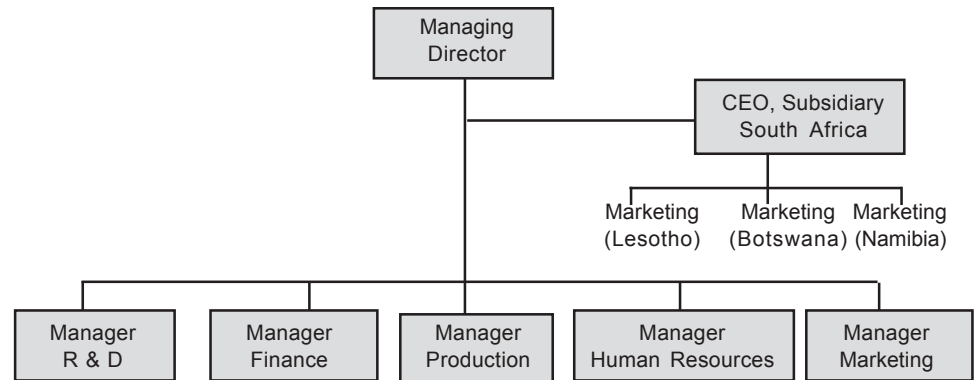 Managing
Director
CEO, Subsidiary
South Africa
Marketing
(Lesotho)
Marketing
(Botswana)
Marketing
(Namibia)
Manager
R & D
Manager
Finance
Manager
Production
Manager
Human Resources
Manager
Marketing